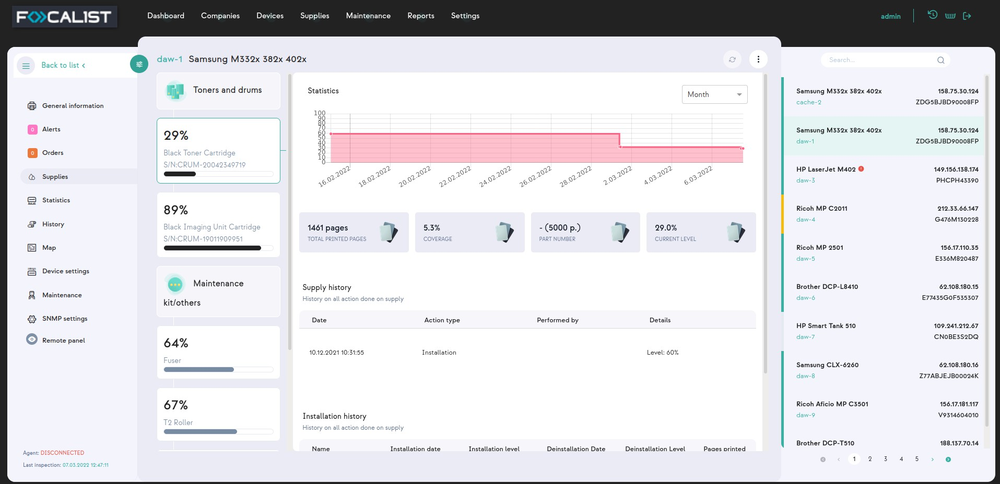 FOCALIST
Dashboard Companies Devices Supplies Maintenance Reports Settings
admin
Back to list
General information
0 Alerts
0 Orders
Supplies
Statistics
History
Map
Device settings
Maintenance
SNMP settings
Remote panel
Agent: DISCONNECTED
Last inspection: 07.03.2022 12:47:11
daw-1 Samsung M332x 382x 402x
Toners and drums
29%
Black Toner Cartridge
S/N:CRUM-20042349719
89%
Black Imaging Unit Cartridge
S/N:CRUM-19011909951
Maintenance
kit/others
64%
Fuser
67%
T2 Roller
Statistics
Month
100
90
80
70
60
50
40
30
20
10
0
16.02.2022 18.02.2022 20.02.2022 22.02.2022 24.02.2022 26.02.2022 28.02.2022 2.03.2022 4.03.2022 6.03.2022
1461 pages
TOTAL PRINTED PAGES
5.3%
COVERAGE
- (5000 p.)
PART NUMBER
29.0%
CURRENT LEVEL
Supply history
History on all action done on supply
Date Action type Performed by Details
10.12.2021 10:31:55 Installation Level: 60%
Installation history
History on all action done on supply
Name Installation date Installation level Deinstallation Date Deinstallation Level Pages printed
Search...
Samsung M332x 382x 402x 158.75.30.124
cache-2 ZDG5BJBD90008FP
Samsung M332x 382x 402x 158.75.30.124
daw-1 ZDG5BJBD90008FP
HP LaserJet M402 149.156.138.174
daw-3 PHCPH43390
Ricoh MP C2011 212.33.66.147
daw-4 G476M130228
Ricoh MP 2501 156.17.110.35
daw-5 E336M820487
Brother DCP-L8410 62.108.180.15
daw-6 E77435G0F535307
HP Smart Tank 510 109.241.212.67
daw-7 CN0BE3S2DQ
Samsung CLX-6260 62.108.180.16
daw-8 Z77ABJEJB00024K
Ricoh Aficio MP C3501 156.17.181.117
daw-9 V9314604010
Brother DCP-T510 188.137.70.14
1 2 3 4 5